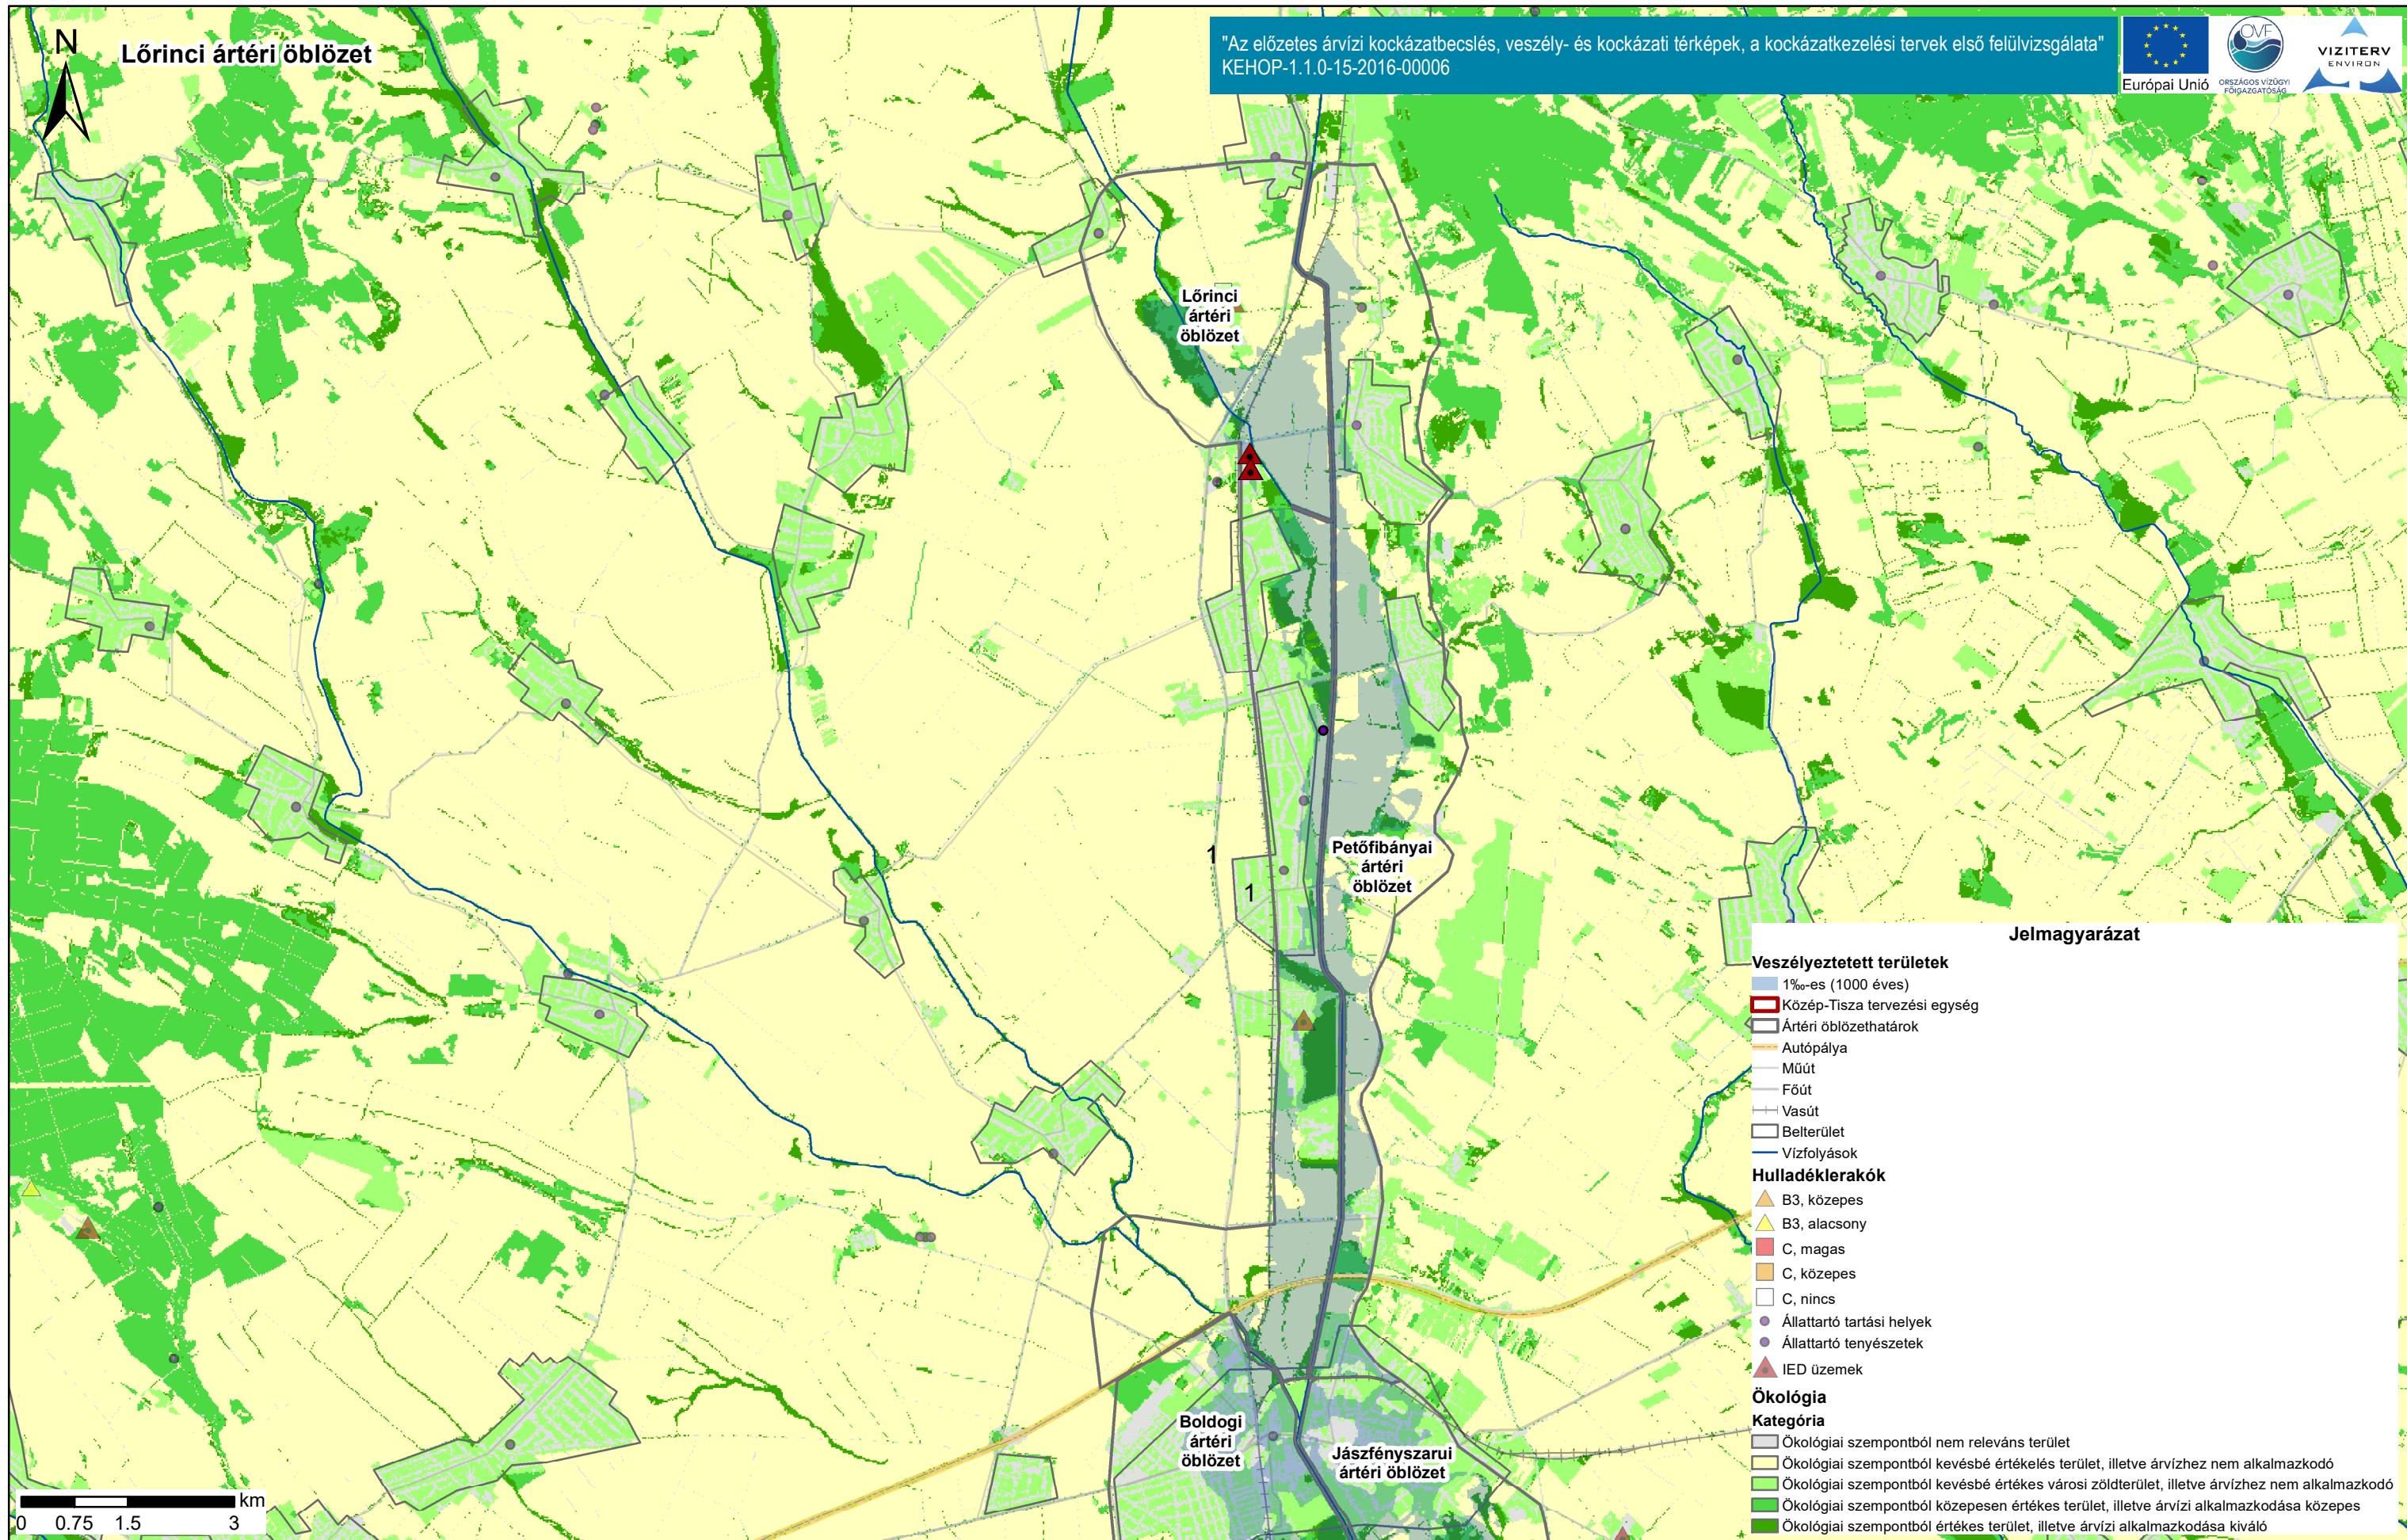 N
Lőrinci ártéri öblözet
"Az előzetes árvízi kockázatbecslés, veszély- és kockázati térképek, a kockázatkezelési tervek első felülvizsgálata"
KEHOP-1.1.0-15-2016-00006
Európai Unió
OVF
ORSZÁGOS VÍZÜGYI
FŐIGAZGATÓSÁG
VIZITERV
ENVIRON
Lőrinci
ártéri
öblözet
1
1
Petőfibányai
ártéri
öblözet
Boldogi
ártéri
öblözet
Jászfényszarui
ártéri öblözet
km
0 0.75 1.5 3
Jelmagyarázat
Veszélyeztetett területek
1‰-es (1000 éves)
Közép-Tisza tervezési egység
Ártéri öblözethatárok
Autópálya
Műút
Főút
Vasút
Belterület
Vízfolyások
Hulladéklerakók
B3, közepes
B3, alacsony
C, magas
C, közepes
C, nincs
Állattartó tartási helyek
Állattartó tenyészetek
IED üzemek
Ökológia
Kategória
Ökológiai szempontból nem releváns terület
Ökológiai szempontból kevésbé értékelés terület, illetve árvízhez nem alkalmazkodó
Ökológiai szempontból kevésbé értékes városi zöldterület, illetve árvízhez nem alkalmazkodó
Ökológiai szempontból közepesen értékes terület, illetve árvízi alkalmazkodása közepes
Ökológiai szempontból értékes terület, illetve árvízi alkalmazkodása kiváló